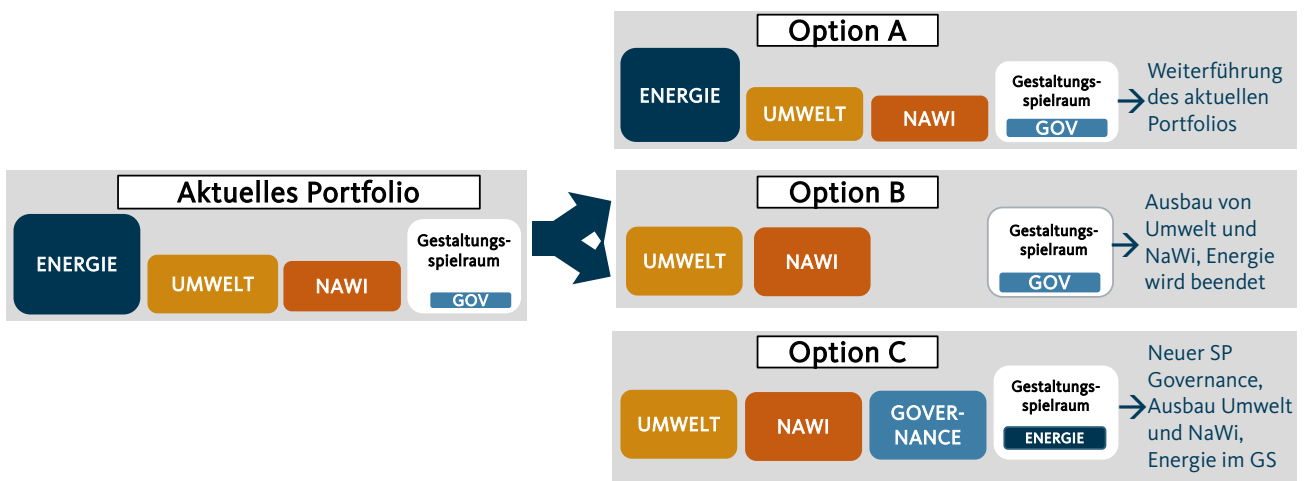 Aktuelles Portfolio
ENERGIE
UMWELT
NAWI
Gestaltungs-
spielraum
GOV
Option A
ENERGIE
UMWELT
NAWI
Gestaltungs-
spielraum
GOV
Weiterführung
des aktuellen
Portfolios
Option B
UMWELT
NAWI
Gestaltungs-
spielraum
GOV
Ausbau von
Umwelt und
NaWi, Energie
wird beendet
Option C
UMWELT
NAWI
GOVER-
NANCE
Gestaltungs-
spielraum
ENERGIE
Neuer SP
Governance,
Ausbau Umwelt
und NaWi,
Energie im GS